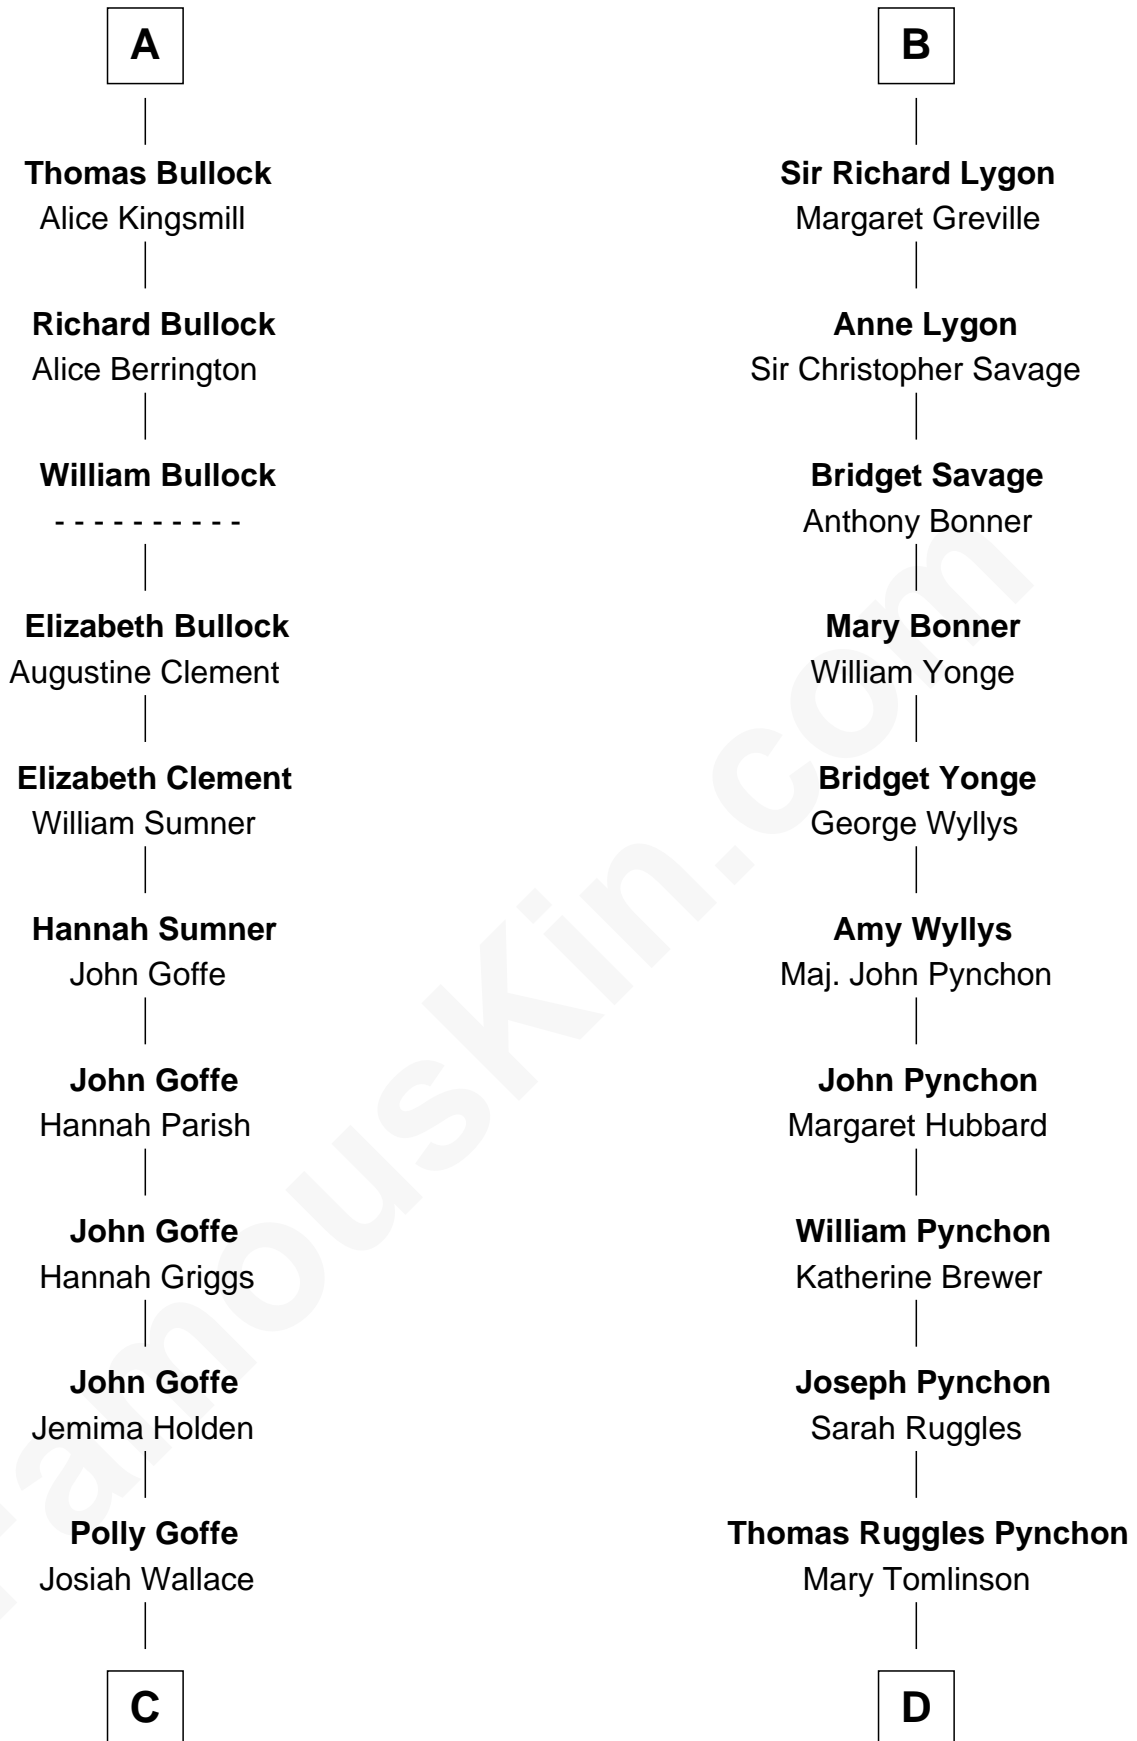 A
Thomas Bullock
Alice Kingsmill
Richard Bullock
Alice Berrington
William Bullock
- - - - - - - - - -
Elizabeth Bullock
Augustine Clement
Elizabeth Clement
William Sumner
Hannah Sumner
John Goffe
John Goffe
Hannah Parish
John Goffe
Hannah Griggs
John Goffe
Jemima Holden
Polly Goffe
Josiah Wallace
C
B
Sir Richard Lygon
Margaret Greville
Anne Lygon
Sir Christopher Savage
Bridget Savage
Anthony Bonner
Mary Bonner
William Yonge
Bridget Yonge
George Wyllys
Amy Wyllys
Maj. John Pynchon
John Pynchon
Margaret Hubbard
William Pynchon
Katherine Brewer
Joseph Pynchon
Sarah Ruggles
Thomas Ruggles Pynchon
Mary Tomlinson
D
FamousKin.com